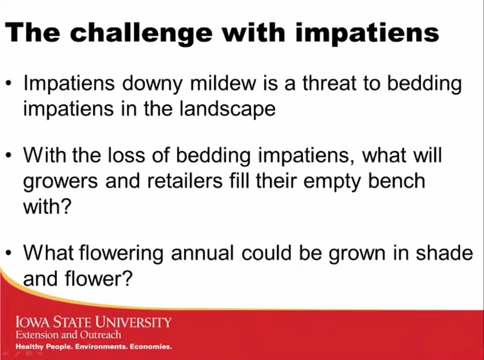 The challenge with impatiens
• Impatiens downy mildew is a threat to bedding
impatiens in the landscape
• With the loss of bedding impatiens, what will
growers and retailers fill their empty bench
with?
• What flowering annual could be grown in shade
and flower?
IOWA STATE UNIVERSITY
Extension and Outreach
Healthy People. Environments. Economies.